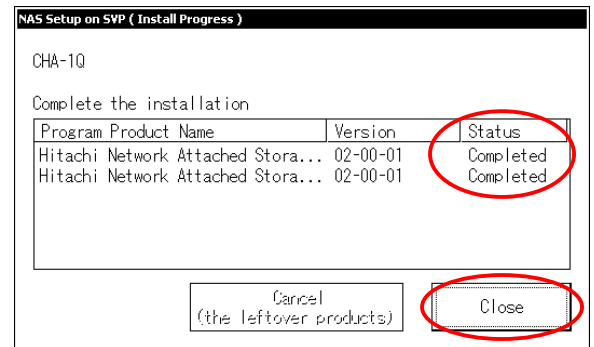 NAS Setup on SVP ( Install Progress )
CHA-1Q
Complete the installation
Program Product Name Version Status
Hitachi Network Attached Stora... 02-00-01 Completed
Hitachi Network Attached Stora... 02-00-01 Completed
Cancel
(the leftover products)
Close